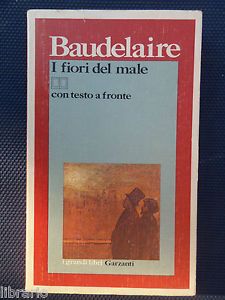 Baudelaire
I fiori del male
con testo a fronte
i grandi libri Garzanti
librario